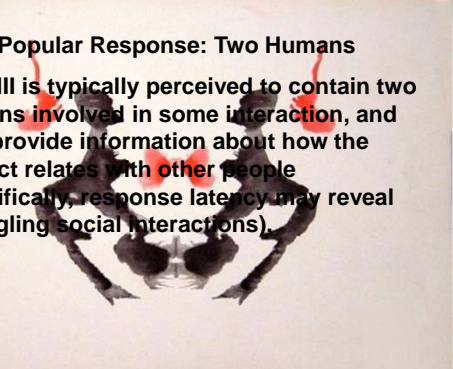 Popular Response: Two Humans
III is typically perceived to contain two
ns involved in some interaction, and
provide information about how the
ct relates with other people
ifically, response latency may reveal
gling social interactions).